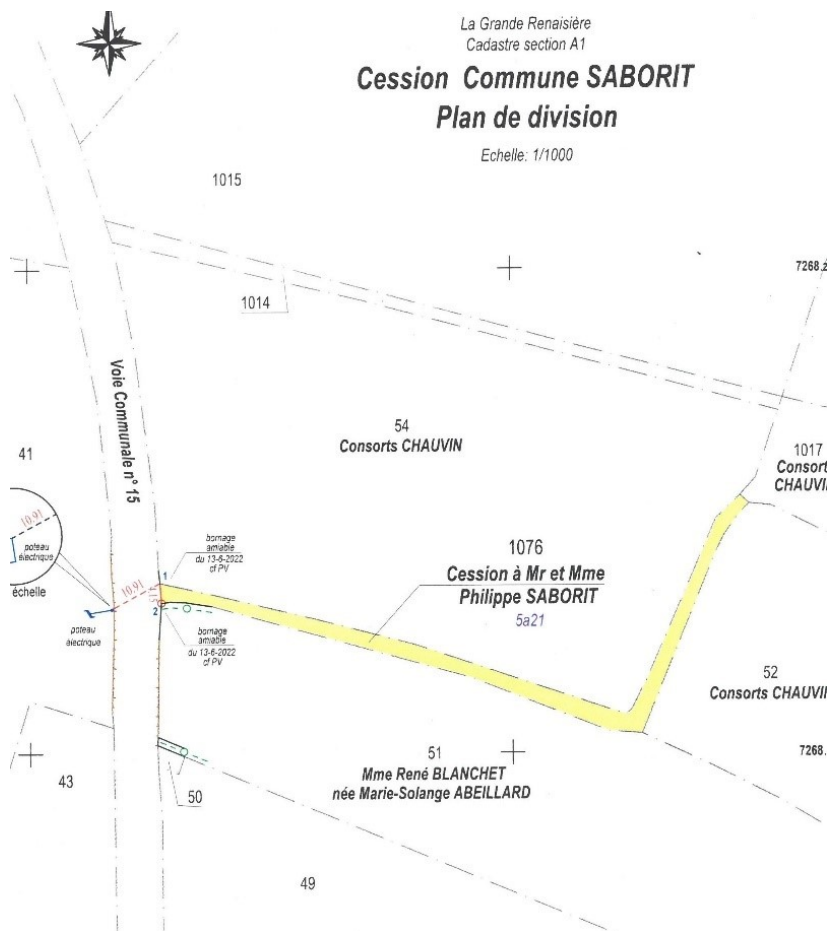 La Grande Renaisière
Cadastre section A1
Cession Commune SABORIT
Plan de division
Echelle: 1/1000
1015
7268.2
1014
Voie Communale n° 15
54
Consorts CHAUVIN
41
1017
Consort
CHAUVI
10.91
poteau
électrique
échelle
bornage
amiable
du 13-6-2022
cf PV
1
10.91
2
1076
Cession à Mr et Mme
Philippe SABORIT
5a21
poteau
électrique
bornage
amiable
du 13-6-2022
cf PV
52
Consorts CHAUVI
7268.
51
Mme René BLANCHET
née Marie-Solange ABEILLARD
43
50
49